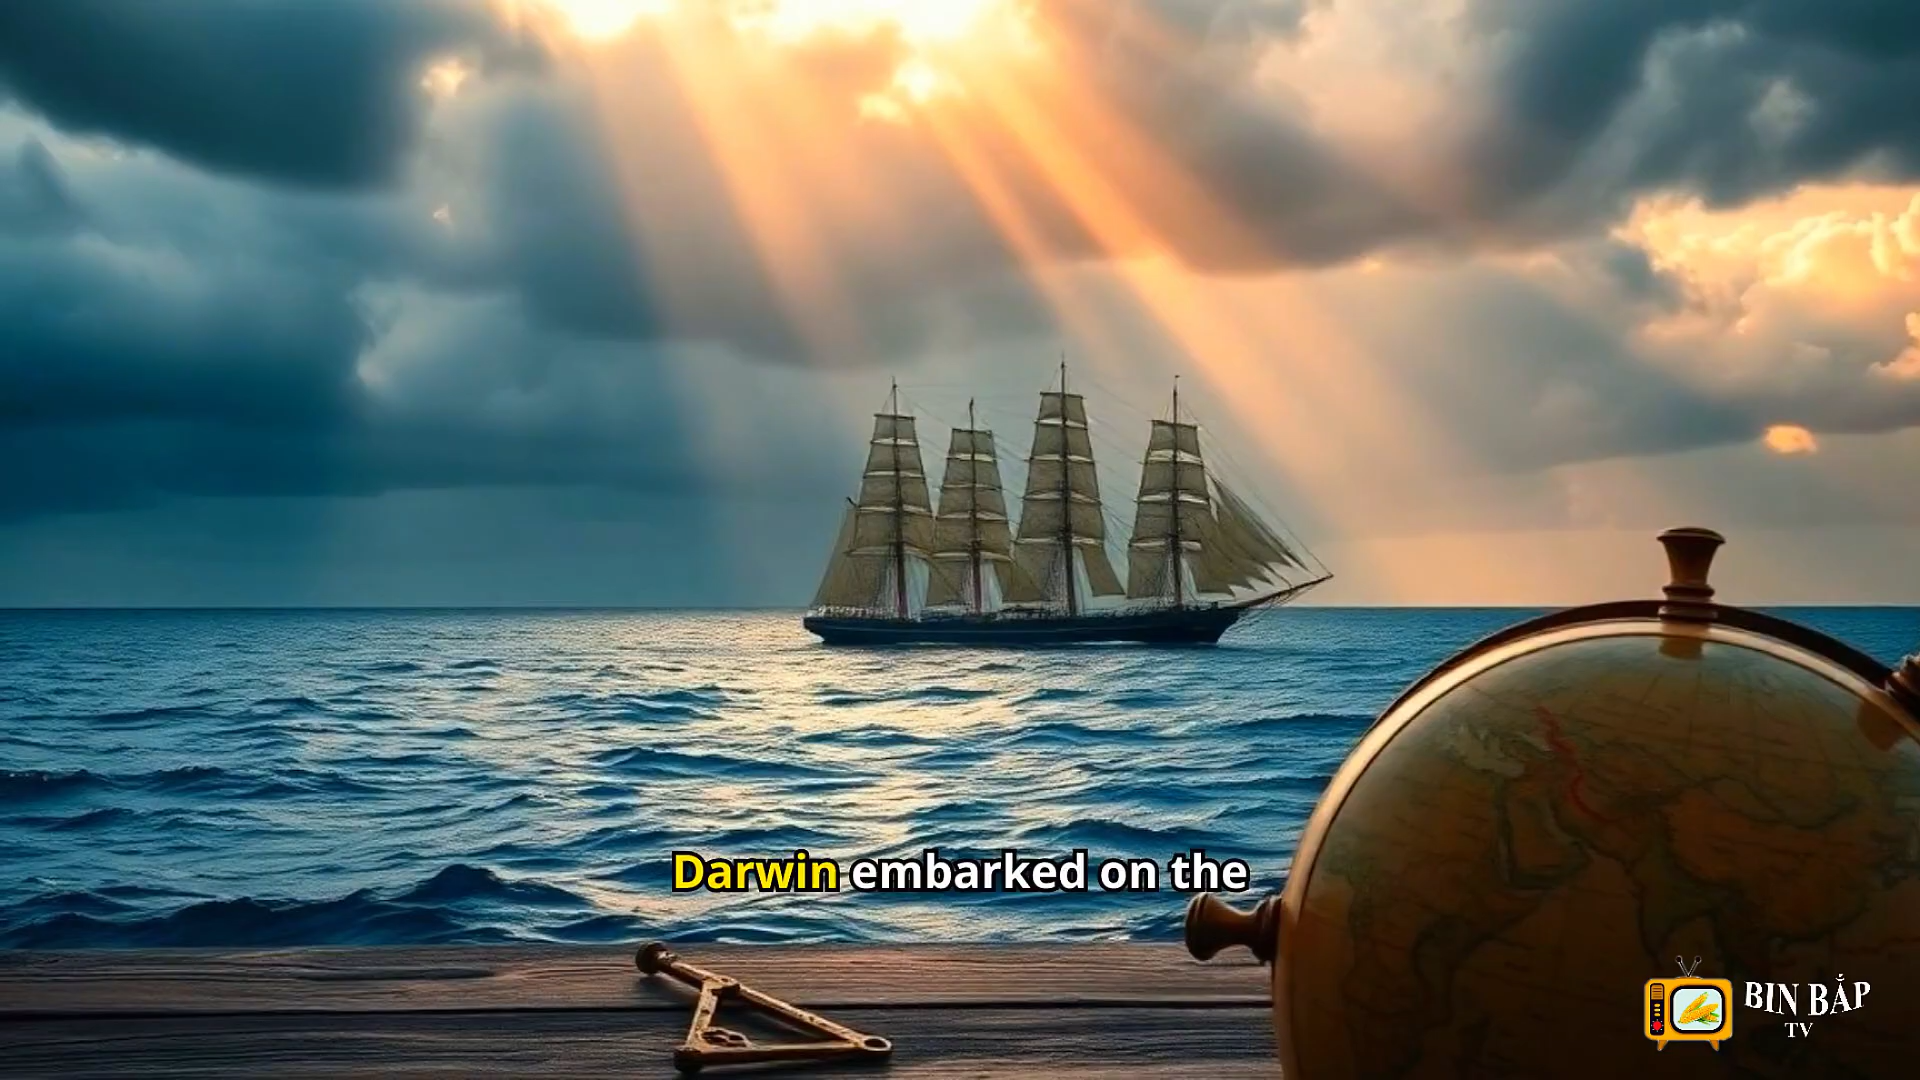 Darwin embarked on the
BIN BẮP
TV